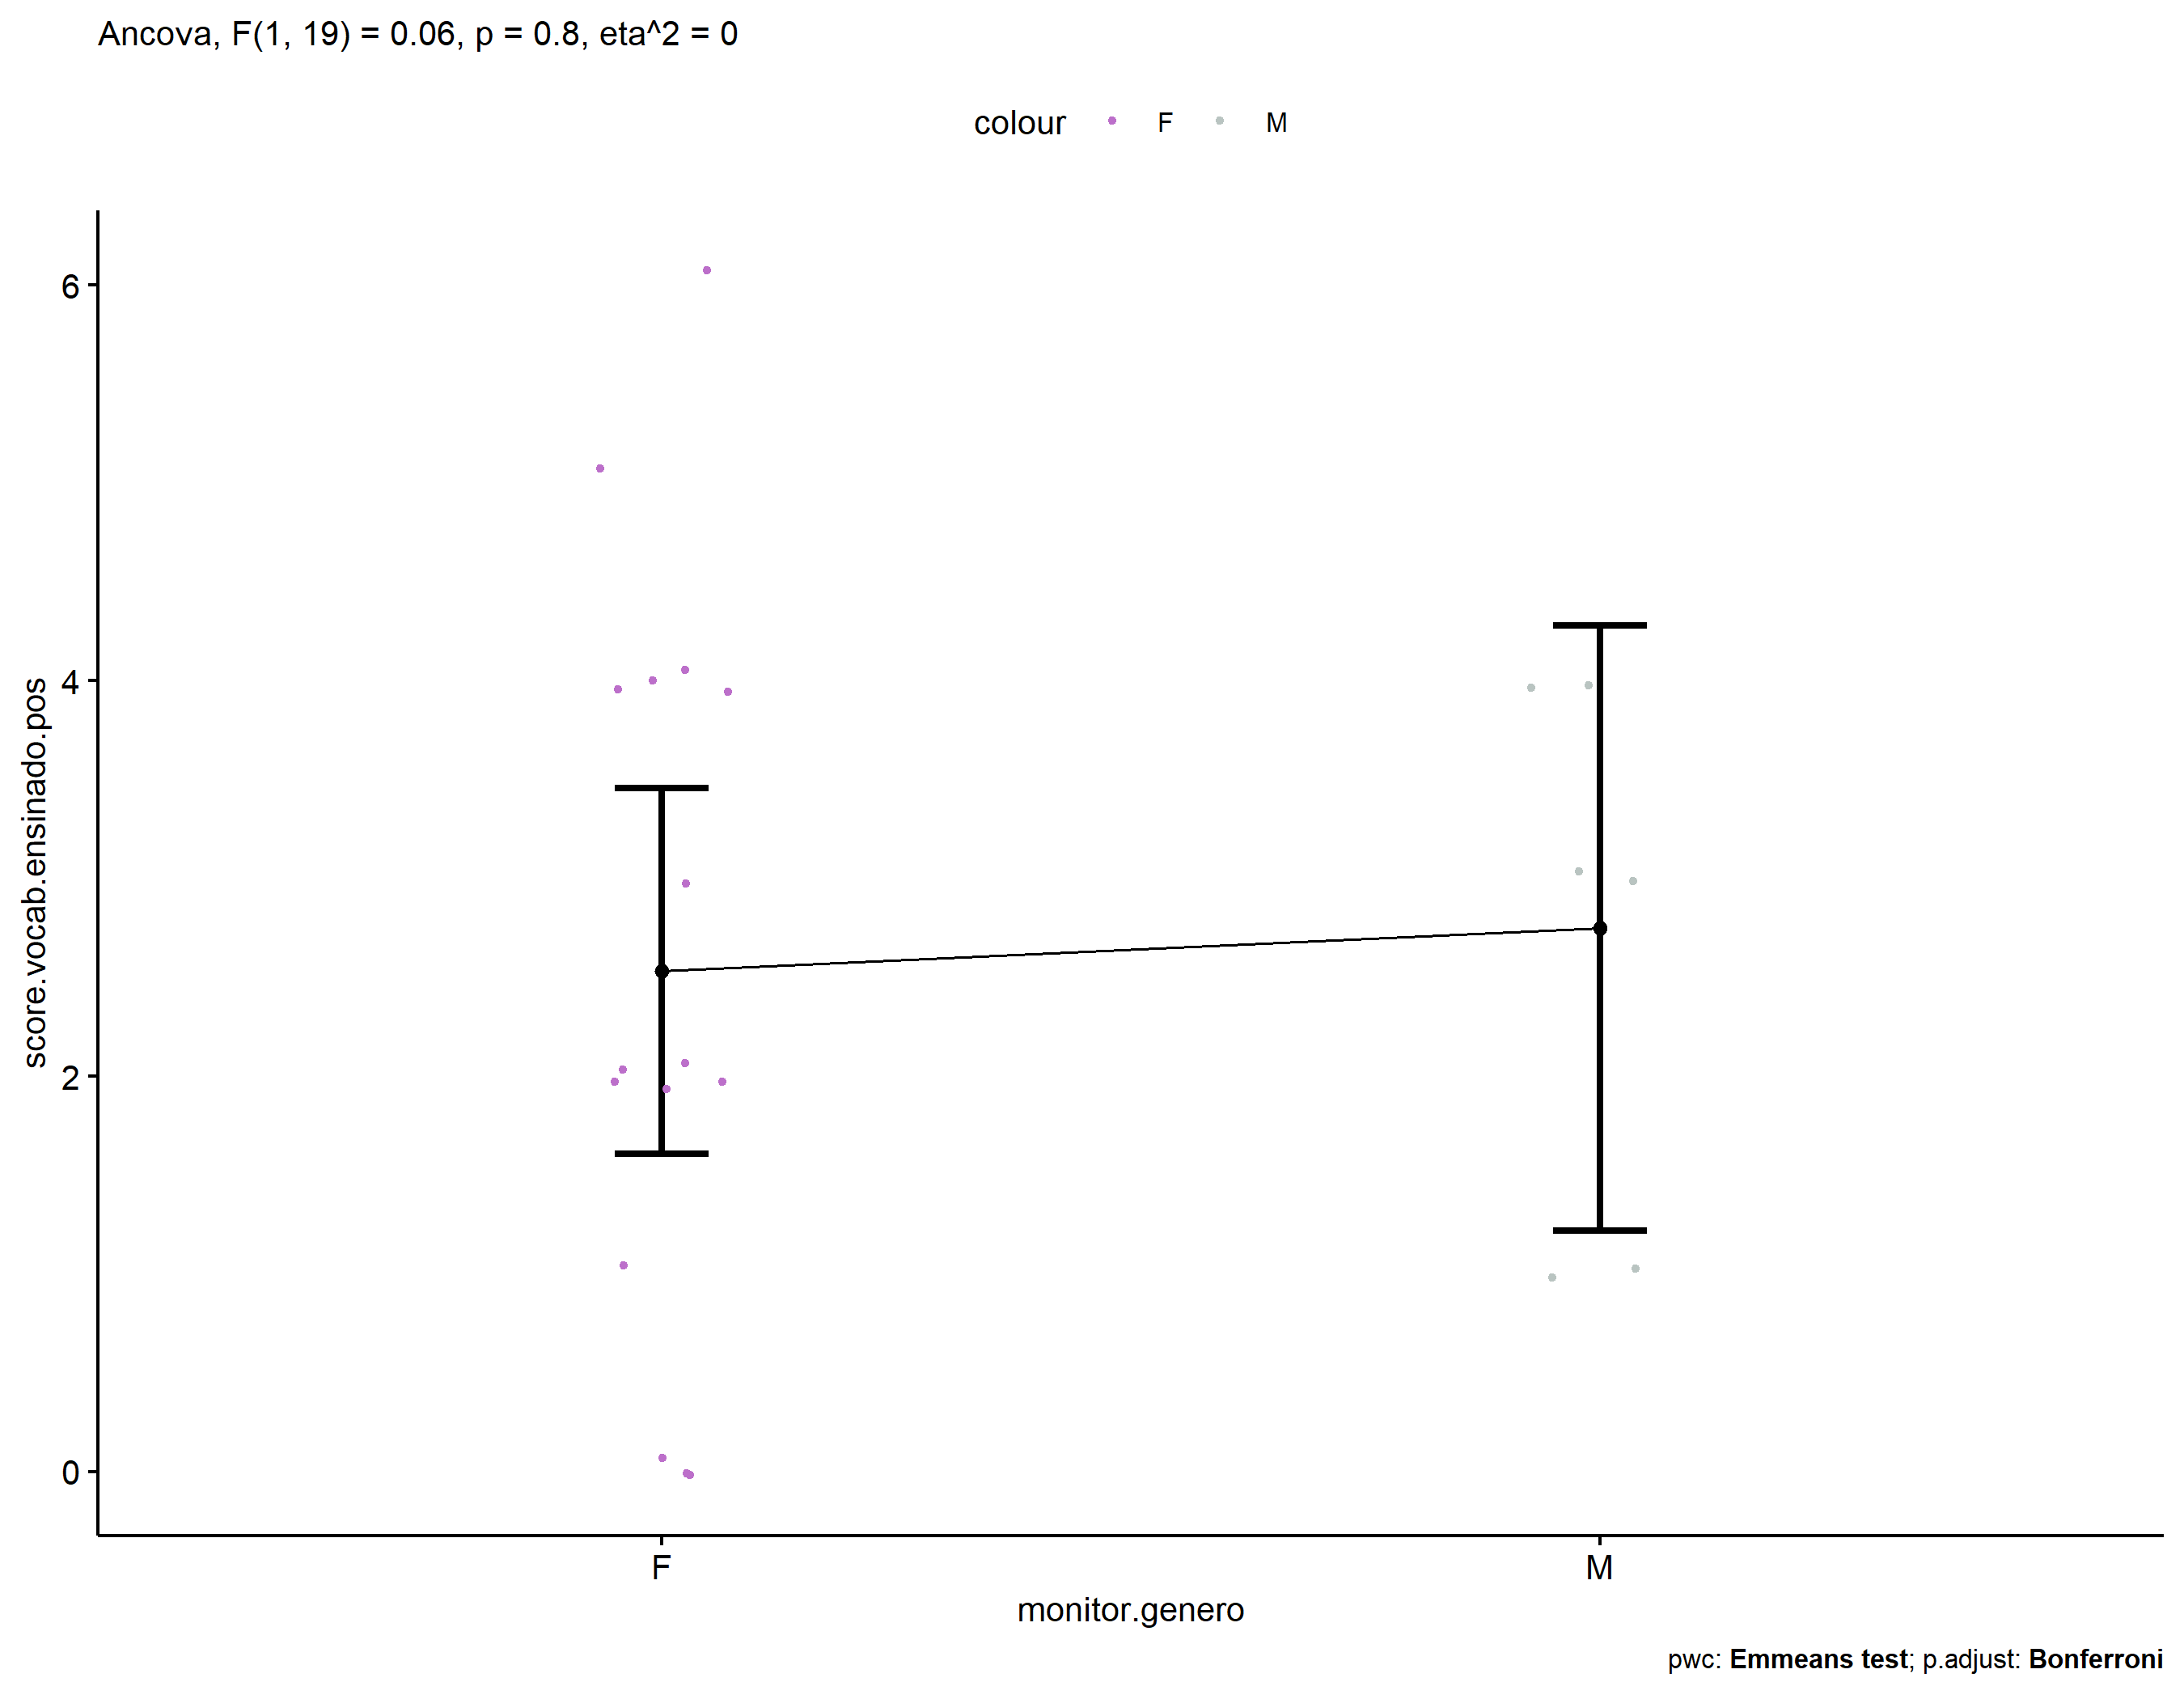 Ancova, F(1, 19) = 0.06, p = 0.8, eta^2 = 0
colour F M
score.vocab.ensinado.pos
6
4
2
0
F M
monitor.genero
pwc: Emmeans test; p.adjust: Bonferroni